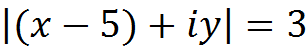 |(x − 5) + iy| = 3